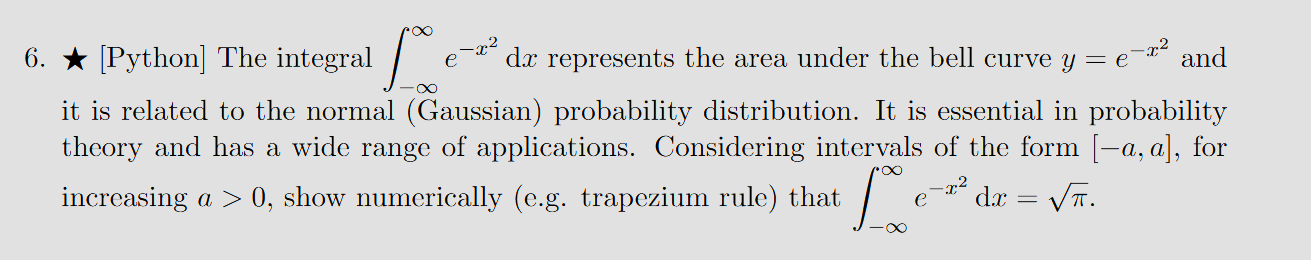 6. ★ [Python] The integral $\int_{-\infty}^{\infty} e^{-x^2} \, dx$ represents the area under the bell curve $y = e^{-x^2}$ and
it is related to the normal (Gaussian) probability distribution. It is essential in probability
theory and has a wide range of applications. Considering intervals of the form $[-a, a]$, for
increasing $a > 0$, show numerically (e.g. trapezium rule) that $\int_{-\infty}^{\infty} e^{-x^2} \, dx = \sqrt{\pi}$.